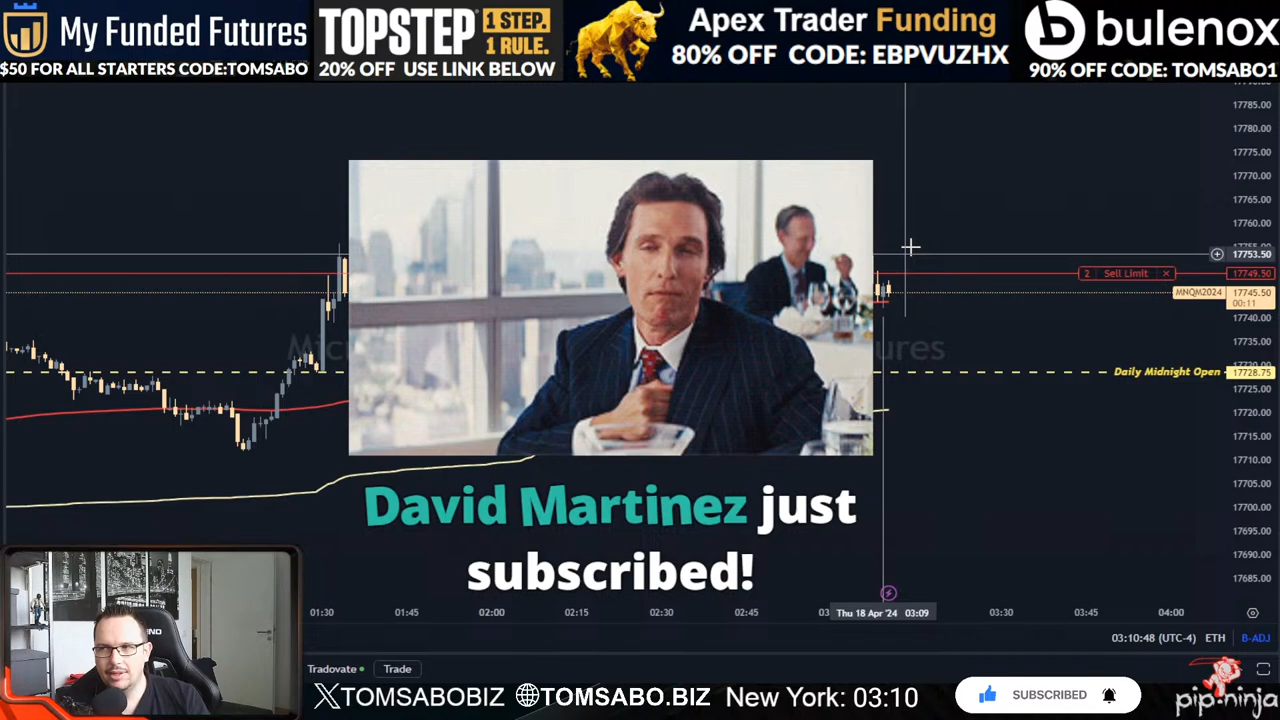 My Funded Futures
$50 FOR ALL STARTERS CODE:TOMSABO
TOPSTEP
1 STEP.
1 RULE.
20% OFF USE LINK BELOW
Apex Trader Funding
80% OFF CODE: EBPVUZHX
bulenox
90% OFF CODE: TOMSABO1
17785.00
17780.00
17775.00
17770.00
17765.00
17760.00
17753.50
2 Sell Limit × 17749.50
MNQM2024 17745.50
00:11
17740.00
17735.00
Daily Midnight Open 17728.75
17725.00
17720.00
17715.00
17710.00
17705.00
17700.00
17695.00
17690.00
17685.00
David Martinez just
subscribed!
01:30 01:45 02:00 02:15 02:30 02:45 Thu 18 Apr '24 03:09 03:30 03:45 04:00
03:10:48 (UTC-4) ETH B-ADJ
Tradovate Trade
TOMSABOBIZ TOMSABO.BIZ New York: 03:10 SUBSCRIBED
pip.ninja